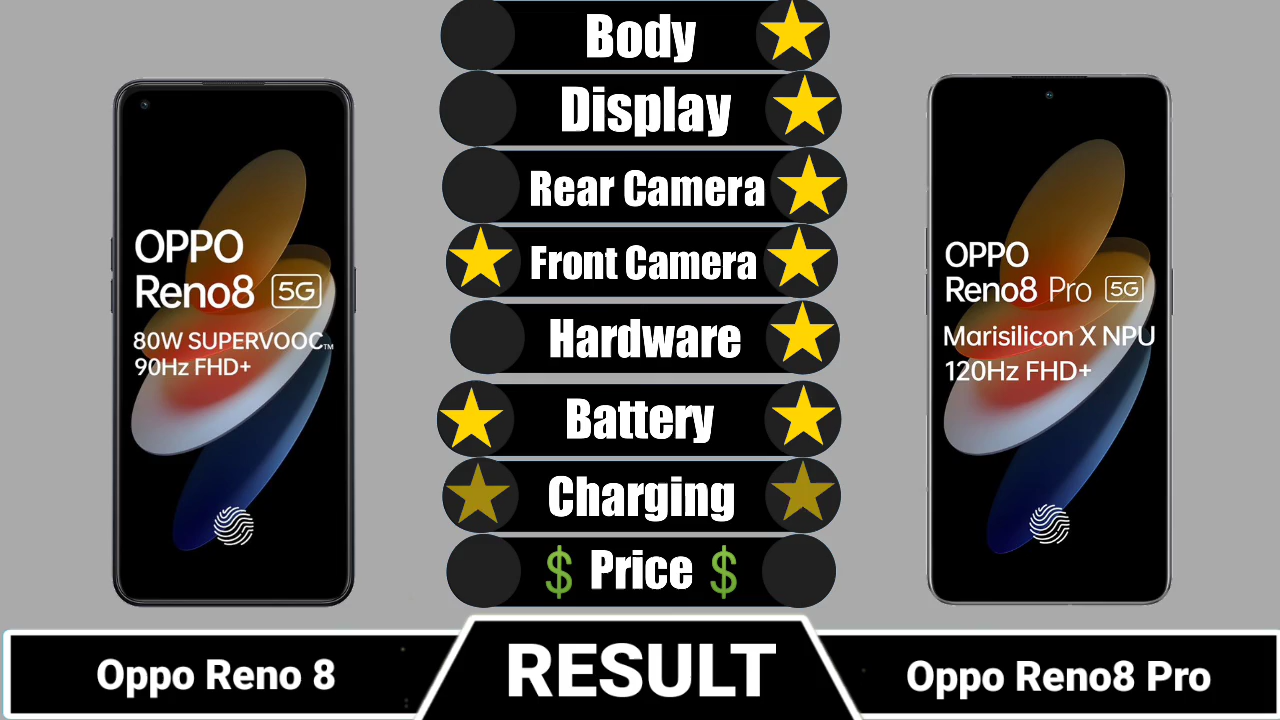 Body
Display
Rear Camera
Front Camera
Hardware
Battery
Charging
$ Price $
OPPO
Reno8 5G
80W SUPERVOOC™
90Hz FHD+
OPPO
Reno8 Pro 5G
Marisilicon X NPU
120Hz FHD+
Oppo Reno 8
RESULT
Oppo Reno8 Pro